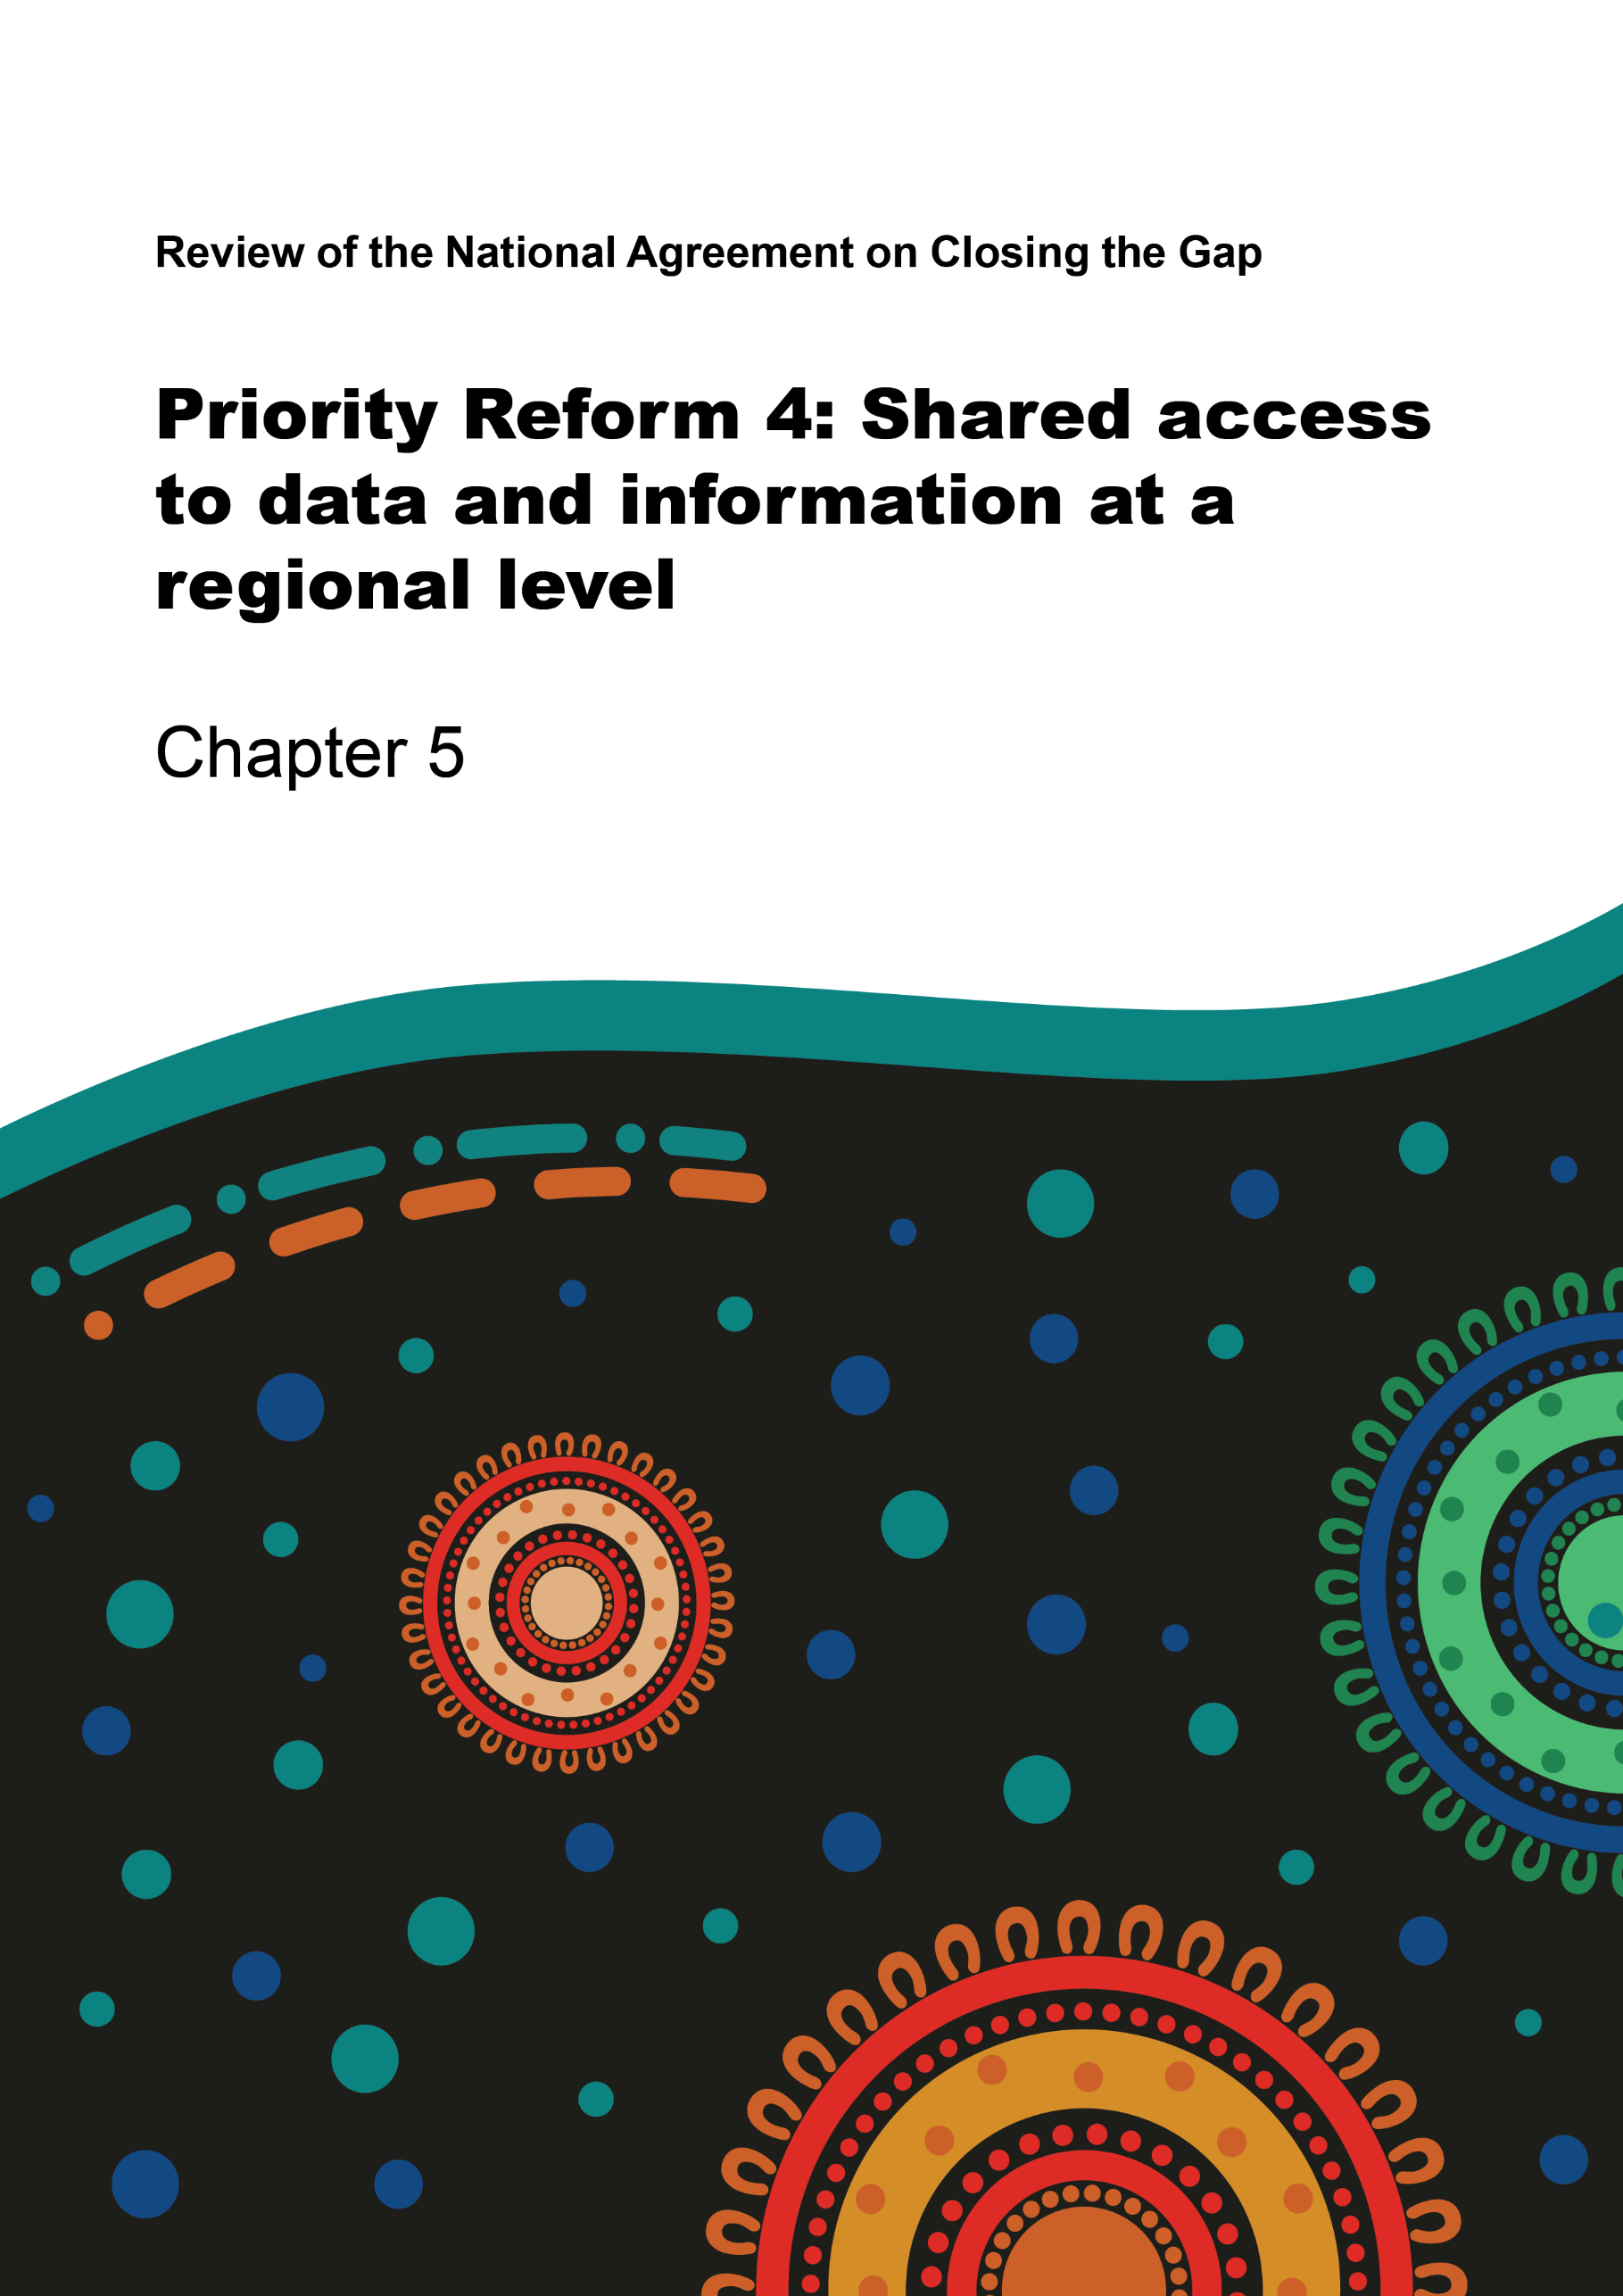 Review of the National Agreement on Closing the Gap
Priority Reform 4: Shared access
to data and information at a
regional level
Chapter 5